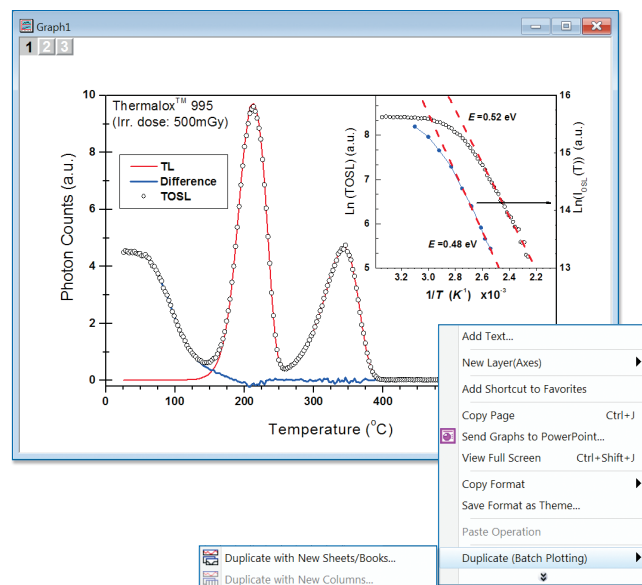 Graph1
1 2 3
Thermalox™ 995
(Irr. dose: 500mGy)
TL
Difference
TOSL
Photon Counts (a.u.)
10
8
6
4
2
0
0 100 200 300 400
Temperature (°C)
E=0.52 eV
E=0.48 eV
Ln (TOSL) (a.u.)
8
7
6
5
16
15
14
13
Ln(I_OSL(T)) (a.u.)
3.1 3.0 2.8 2.6 2.4 2.2
1/T (K⁻¹) x10⁻³
Add Text...
New Layer(Axes)
Add Shortcut to Favorites
Copy Page Ctrl+J
Send Graphs to PowerPoint...
View Full Screen Ctrl+Shift+J
Copy Format
Save Format as Theme...
Paste Operation
Duplicate (Batch Plotting)
Duplicate with New Sheets/Books...
Duplicate with New Columns...